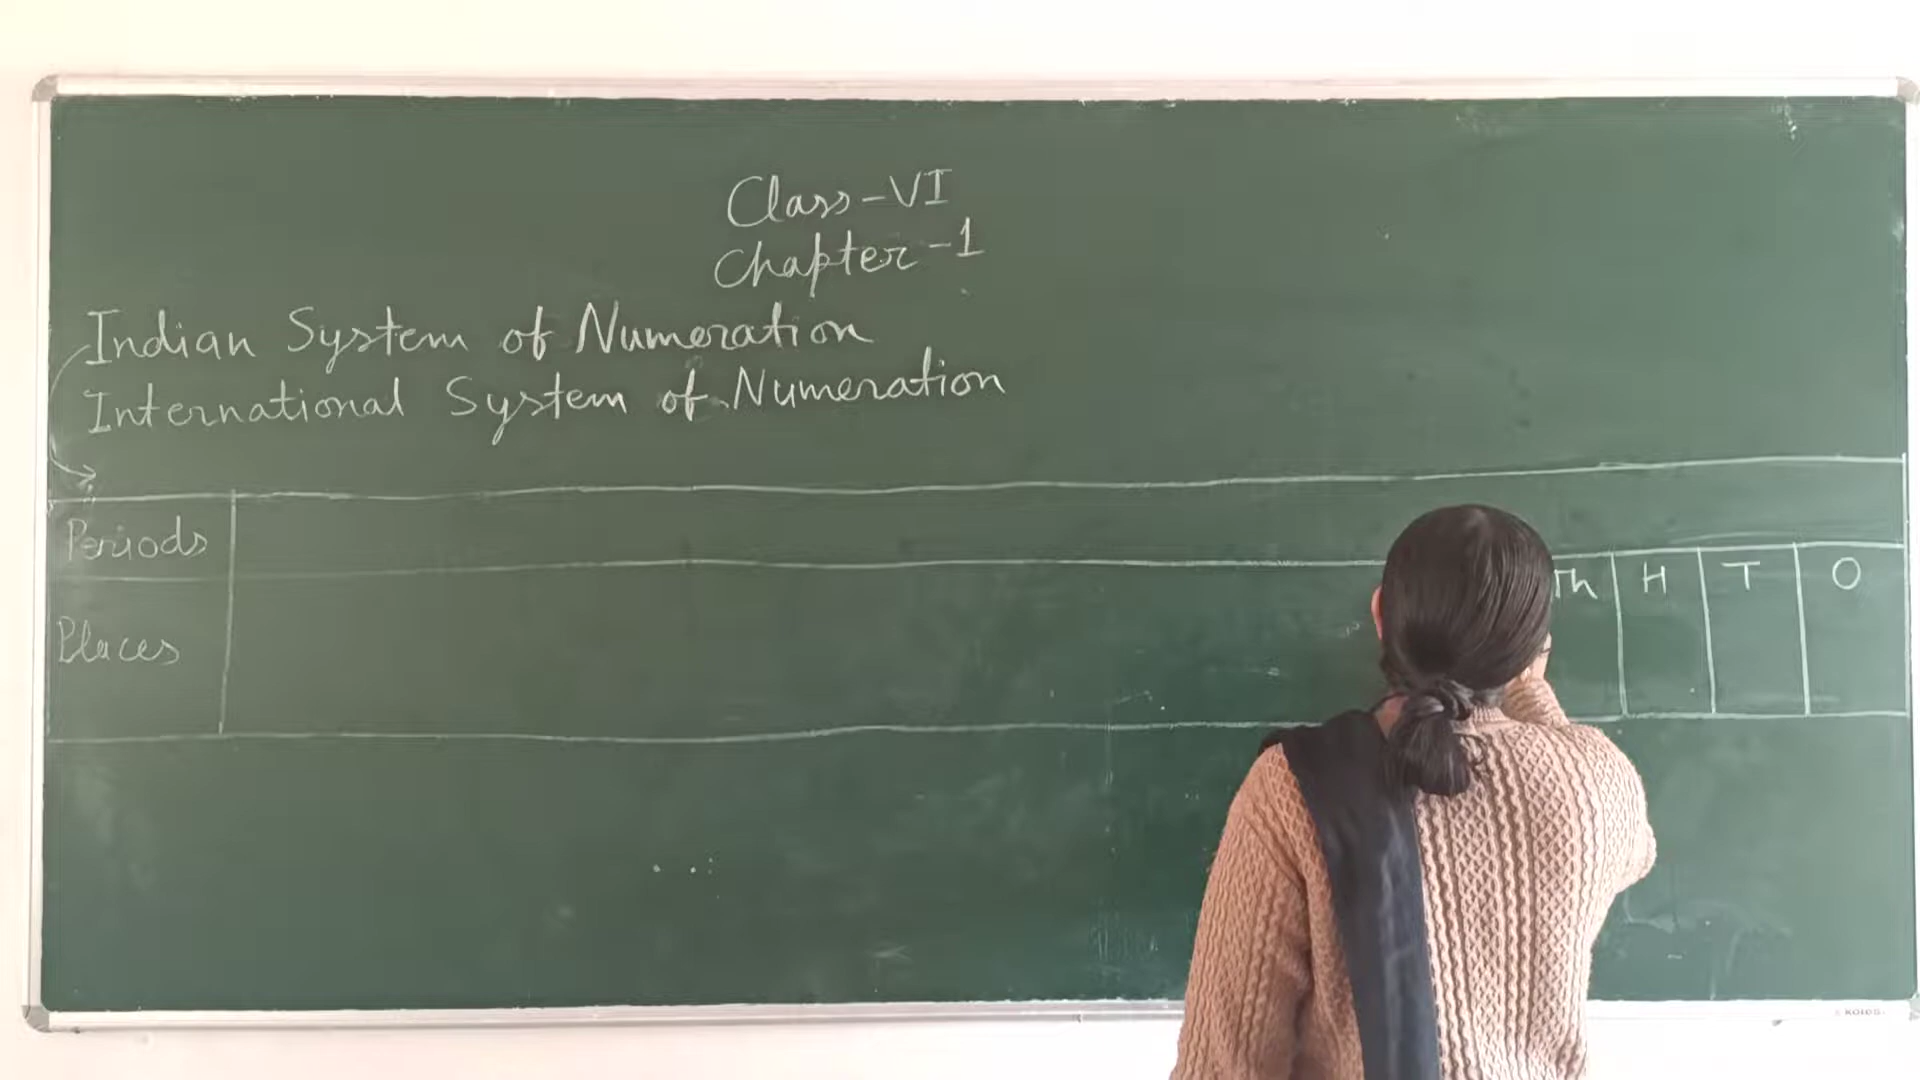 Class-VI
Chapter-1
Indian System of Numeration
International System of Numeration
Periods
Places Th H T O